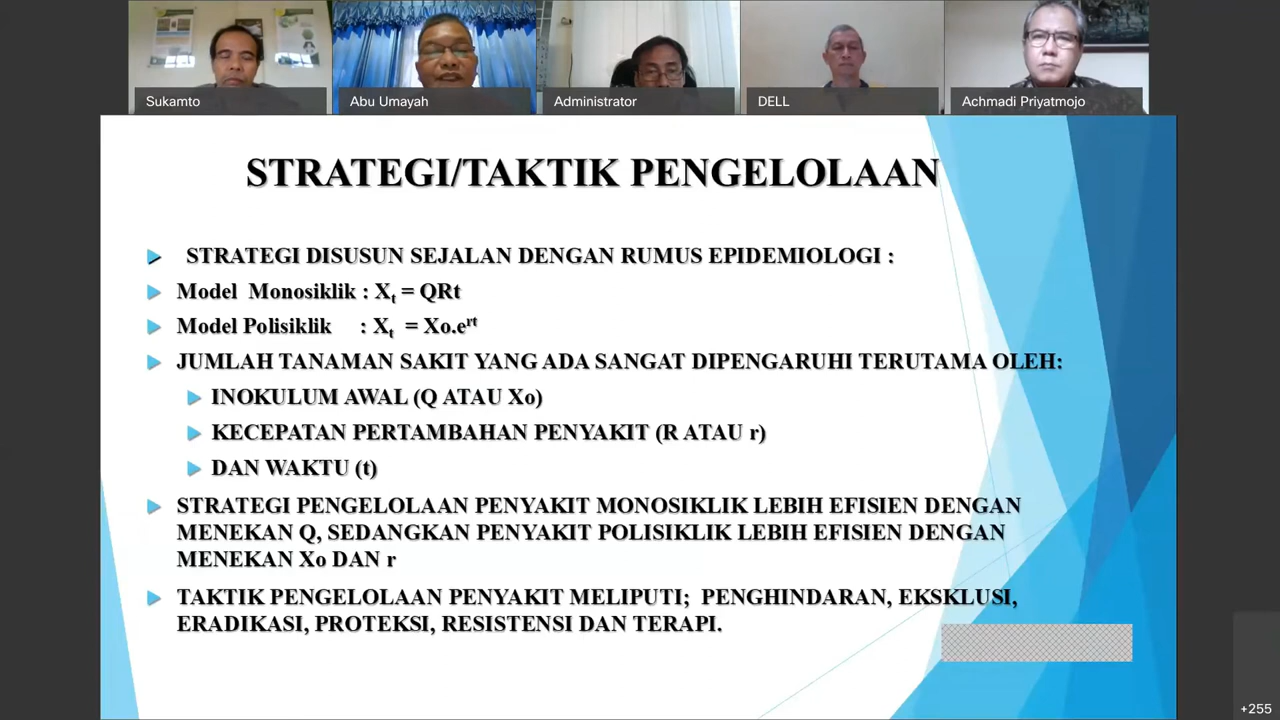 Sukamto
Abu Umayah
Administrator
DELL
Achmadi Priyatmojo
STRATEGI/TAKTIK PENGELOLAAN
STRATEGI DISUSUN SEJALAN DENGAN RUMUS EPIDEMIOLOGI :
Model Monosiklik : Xt = QRt
Model Polisiklik : Xt = Xo.e^rt
JUMLAH TANAMAN SAKIT YANG ADA SANGAT DIPENGARUHI TERUTAMA OLEH:
INOKULUM AWAL (Q ATAU Xo)
KECEPATAN PERTAMBAHAN PENYAKIT (R ATAU r)
DAN WAKTU (t)
STRATEGI PENGELOLAAN PENYAKIT MONOSIKLIK LEBIH EFISIEN DENGAN
MENEKAN Q, SEDANGKAN PENYAKIT POLISIKLIK LEBIH EFISIEN DENGAN
MENEKAN Xo DAN r
TAKTIK PENGELOLAAN PENYAKIT MELIPUTI; PENGHINDARAN, EKSKLUSI,
ERADIKASI, PROTEKSI, RESISTENSI DAN TERAPI.
+255